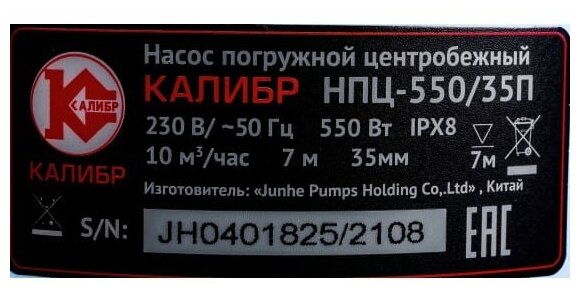 Насос погружной центробежный
КАЛИБР
КАЛИБР НПЦ-550/35П
230 В/ ~50 Гц 550 Вт IPX8
10 м³/час 7 м 35мм 7м
КАЛИБР
Изготовитель: «Junhe Pumps Holding Co,.Ltd» , Китай
S/N: JH0401825/2108 EAC